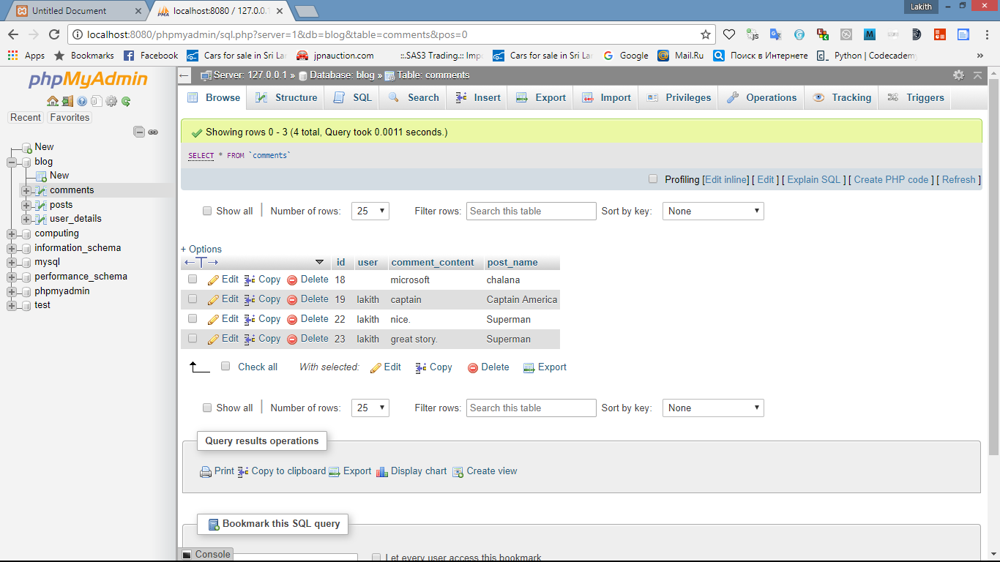 Untitled Document
localhost:8080 / 127.0.0.1
Lakith
localhost:8080/phpmyadmin/sql.php?server=1&db=blog&table=comments&pos=0
Apps Bookmarks Facebook Cars for sale in Sri Lan jpnauction.com ::.SAS3 Trading.:: Impo Cars for sale in Sri Lan Google Mail.Ru Поиск в Интернете Python | Codecademy »
phpMyAdmin
Recent Favorites
New
blog
New
comments
posts
user_details
computing
information_schema
mysql
performance_schema
phpmyadmin
test
Server: 127.0.0.1 » Database: blog » Table: comments
Browse Structure SQL Search Insert Export Import Privileges Operations Tracking Triggers
Showing rows 0 - 3 (4 total, Query took 0.0011 seconds.)
SELECT * FROM `comments`
Profiling [Edit inline] [ Edit ] [ Explain SQL ] [ Create PHP code ] [ Refresh ]
Show all | Number of rows: 25 Filter rows: Search this table Sort by key: None
+ Options
id user comment_content post_name
Edit Copy Delete 18 microsoft chalana
Edit Copy Delete 19 lakith captain Captain America
Edit Copy Delete 22 lakith nice. Superman
Edit Copy Delete 23 lakith great story. Superman
Check all With selected: Edit Copy Delete Export
Show all | Number of rows: 25 Filter rows: Search this table Sort by key: None
Query results operations
Print Copy to clipboard Export Display chart Create view
Bookmark this SQL query
Console
Let every user access this bookmark